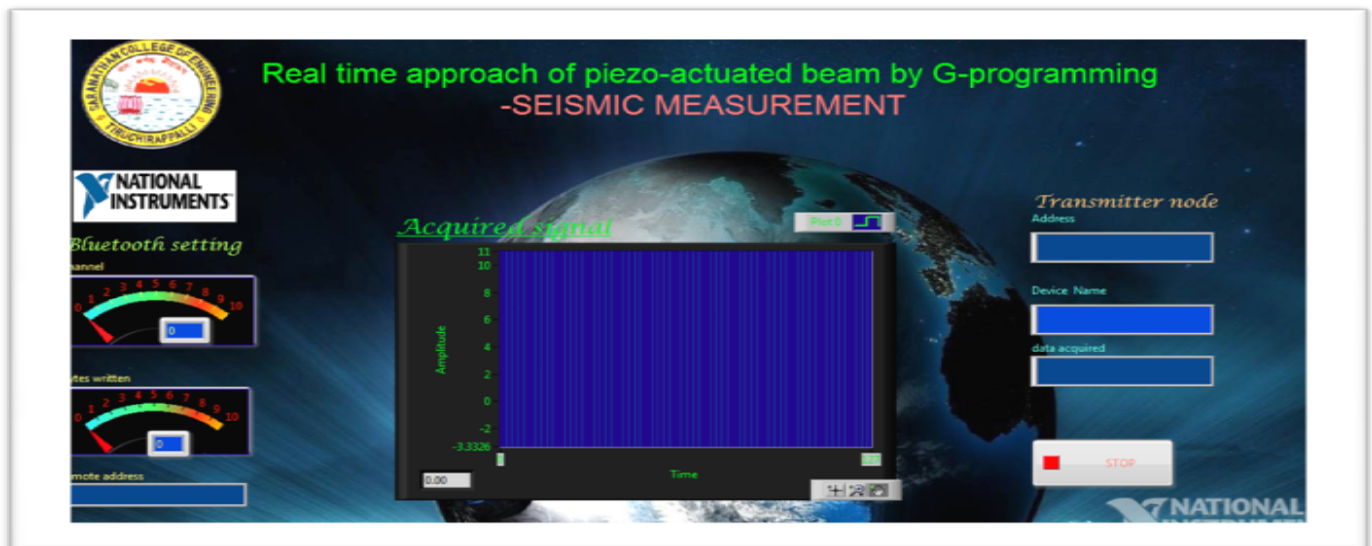 SARANATHAN COLLEGE OF ENGINEERING
TIRUCHIRAPPALLI
Real time approach of piezo-actuated beam by G-programming
-SEISMIC MEASUREMENT
NATIONAL
INSTRUMENTS
Bluetooth setting
hannel
0 1 2 3 4 5 6 7 8 9 10
0
ytes written
0 1 2 3 4 5 6 7 8 9 10
0
mote address
Acquired signal
Plot 0
11
10
8
6
4
2
0
-2
-3.3326
Amplitude
Time
0.00
Transmitter node
Address
Device Name
data acquired
STOP
NATIONAL